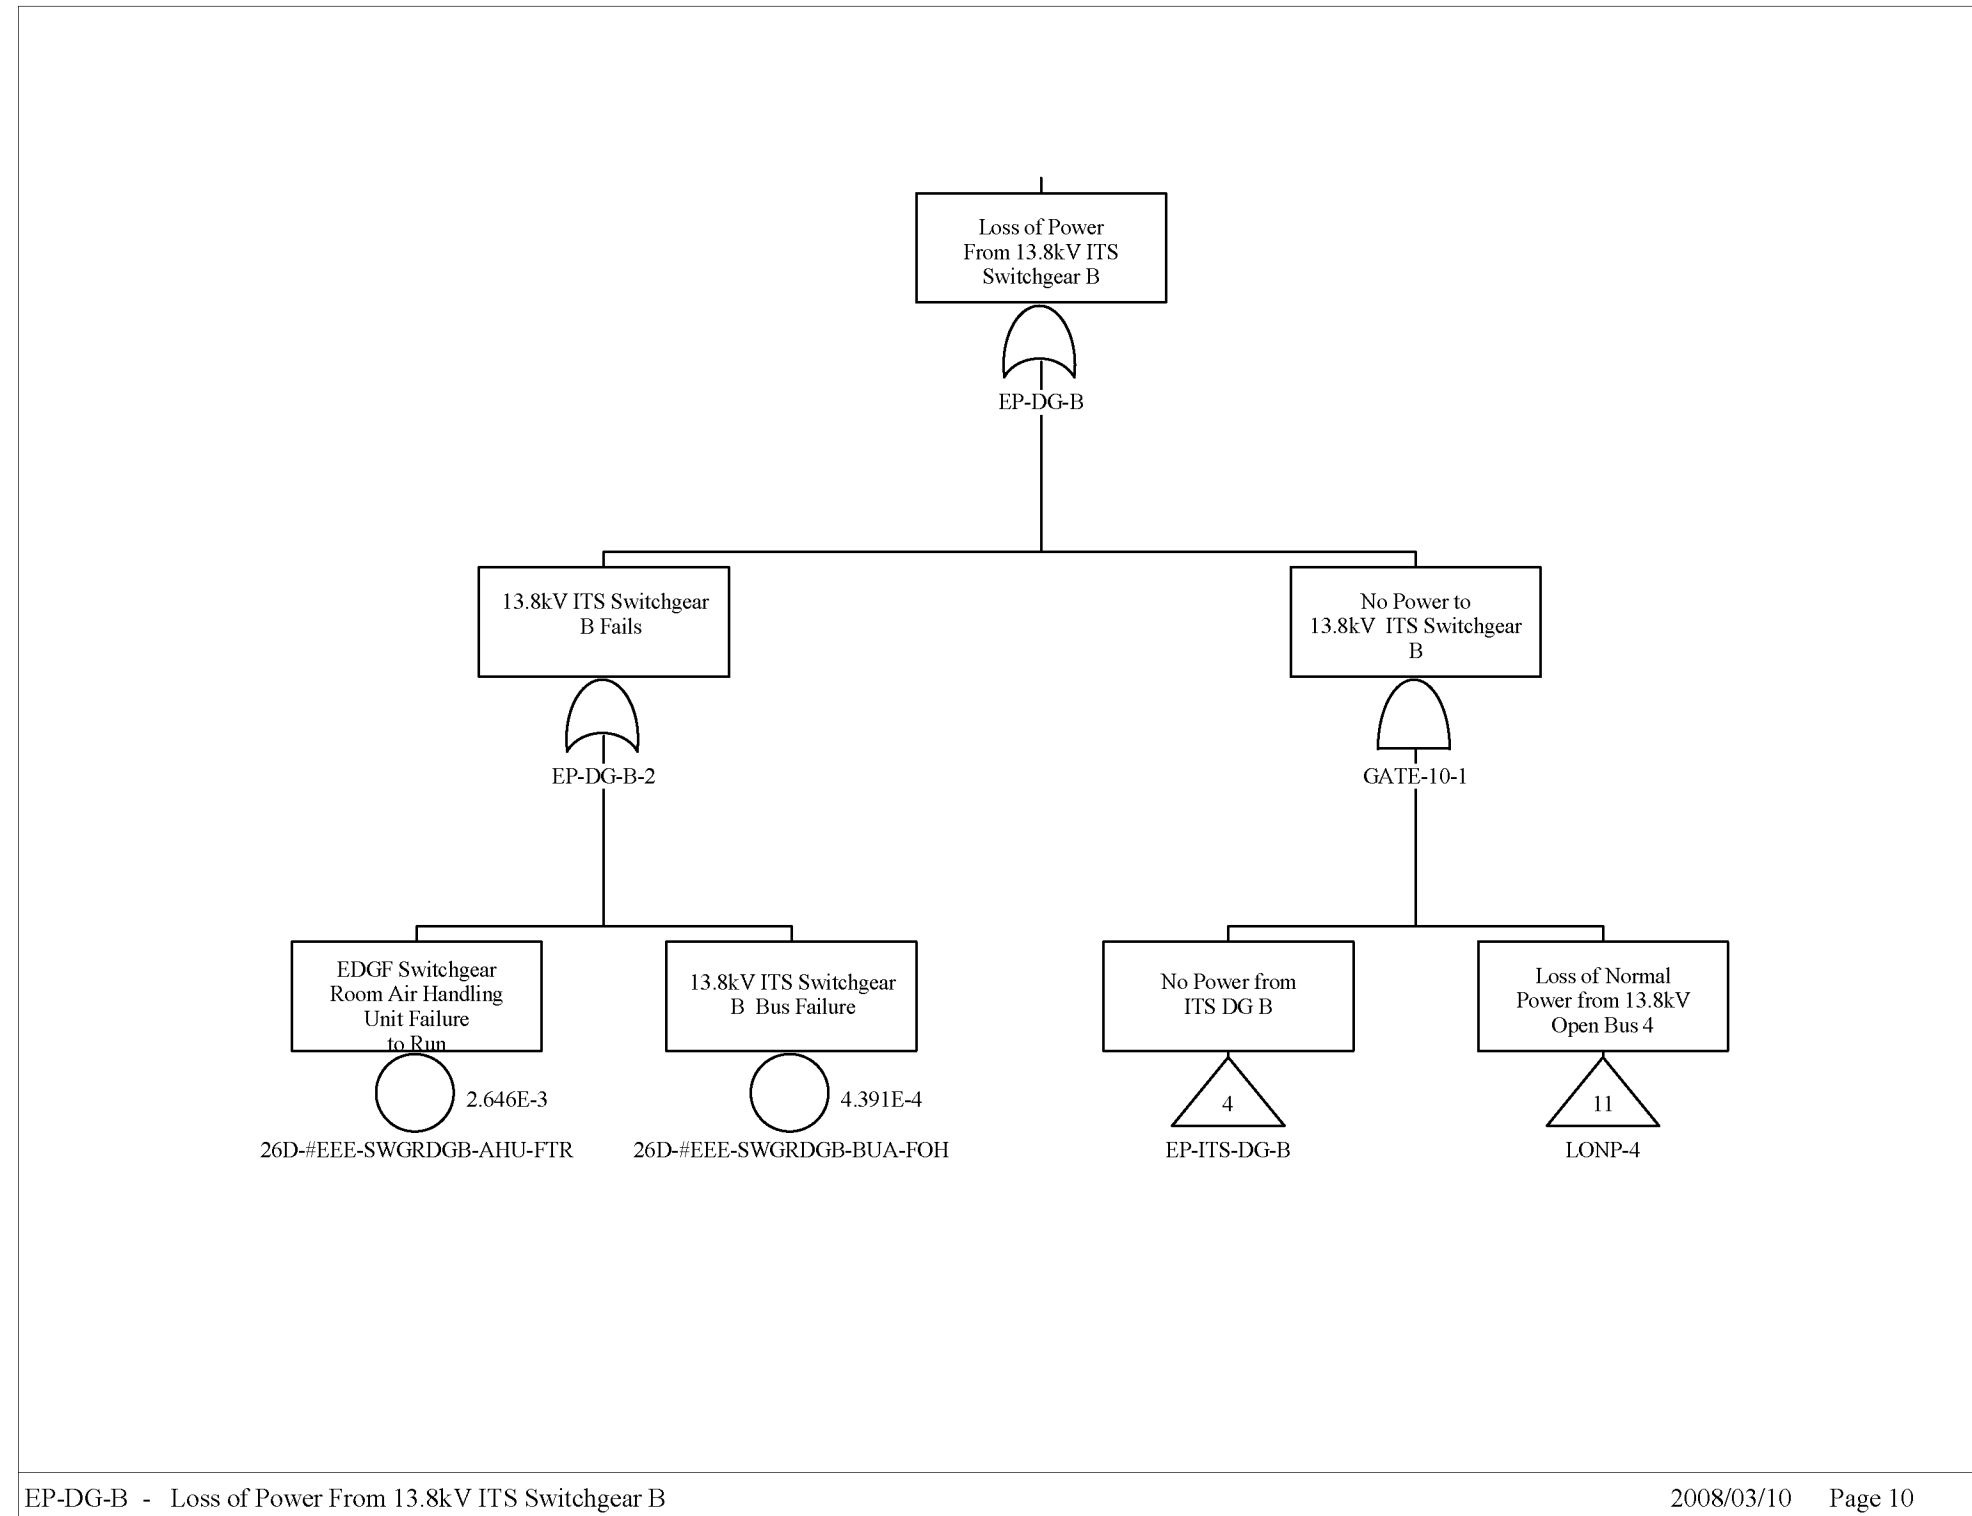 Loss of Power
From 13.8kV ITS
Switchgear B
EP-DG-B
13.8kV ITS Switchgear
B Fails
EP-DG-B-2
No Power to
13.8kV  ITS Switchgear
B
GATE-10-1
EDGF Switchgear
Room Air Handling
Unit Failure
to Run
2.646E-3
26D-#EEE-SWGRDGB-AHU-FTR
13.8kV ITS Switchgear
B  Bus Failure
4.391E-4
26D-#EEE-SWGRDGB-BUA-FOH
No Power from
ITS DG B
4
EP-ITS-DG-B
Loss of Normal
Power from 13.8kV
Open Bus 4
11
LONP-4
EP-DG-B  -   Loss of Power From 13.8kV ITS Switchgear B
2008/03/10    Page 10